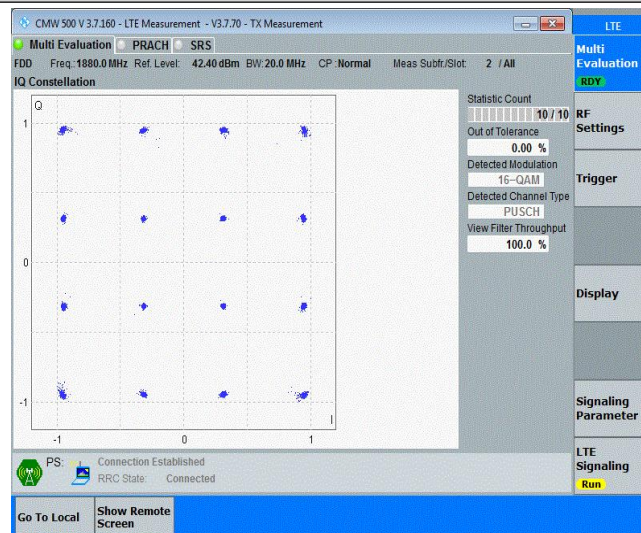 CMW 500 V 3.7.160 - LTE Measurement - V3.7.70 - TX Measurement
LTE
Multi Evaluation PRACH SRS
FDD Freq.:1880.0 MHz Ref. Level: 42.40 dBm BW:20.0 MHz CP :Normal Meas Subfr./Slot: 2 / All
IQ Constellation
Q
1
0
-1
I
-1 0 1
Statistic Count
10 / 10
Out of Tolerance
0.00 %
Detected Modulation
16-QAM
Detected Channel Type
PUSCH
View Filter Throughput
100.0 %
PS: Connection Established
RRC State: Connected
Multi
Evaluation
RDY
RF
Settings
Trigger
Display
Signaling
Parameter
LTE
Signaling
Run
Go To Local
Show Remote
Screen